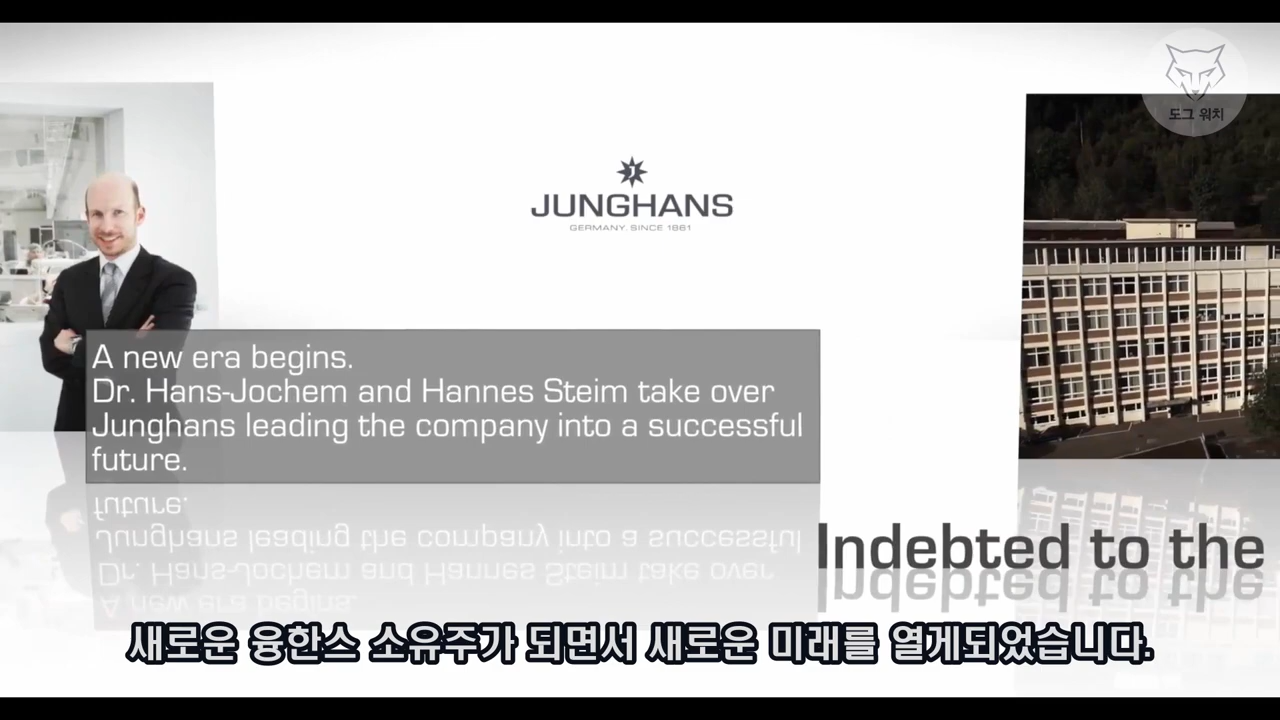 도그 워치
J
JUNGHANS
GERMANY. SINCE 1861
A new era begins.
Dr. Hans-Jochem and Hannes Steim take over
Junghans leading the company into a successful
future.
Indebted to the
새로운 융한스 소유주가 되면서 새로운 미래를 열게되었습니다.